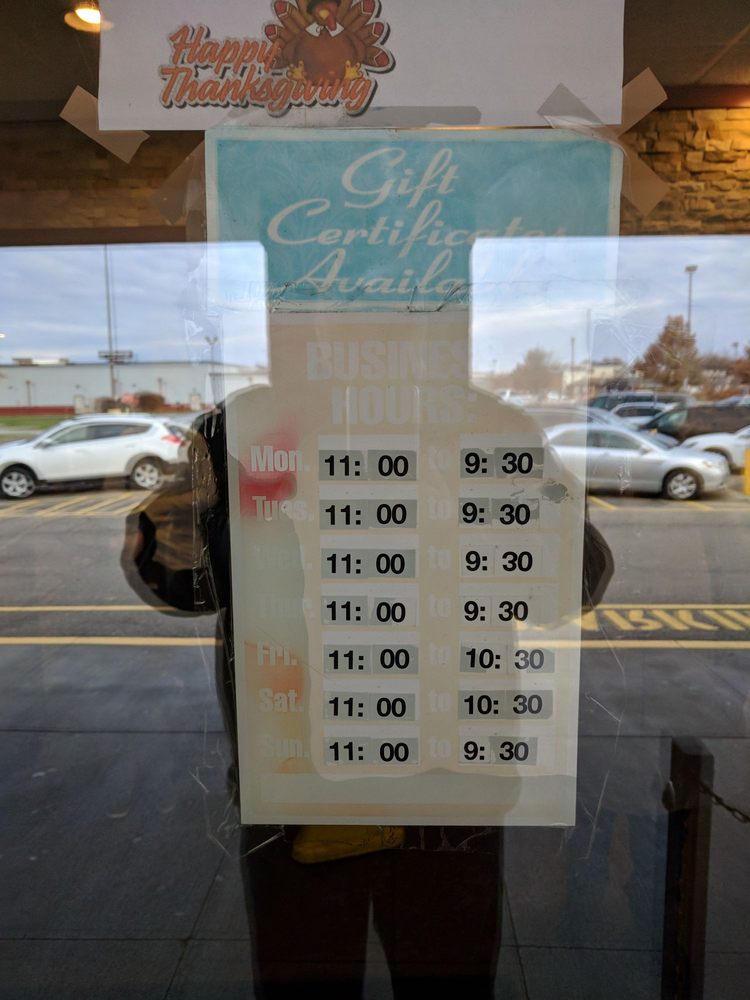 Happy
Thanksgiving
Gift
Certificates
Available
BUSINESS
HOURS:
Mon. 11: 00 to 9: 30
Tues. 11: 00 to 9: 30
Wed. 11: 00 to 9: 30
Thur. 11: 00 to 9: 30
Fri. 11: 00 to 10: 30
Sat. 11: 00 to 10: 30
Sun. 11: 00 to 9: 30
PARKING